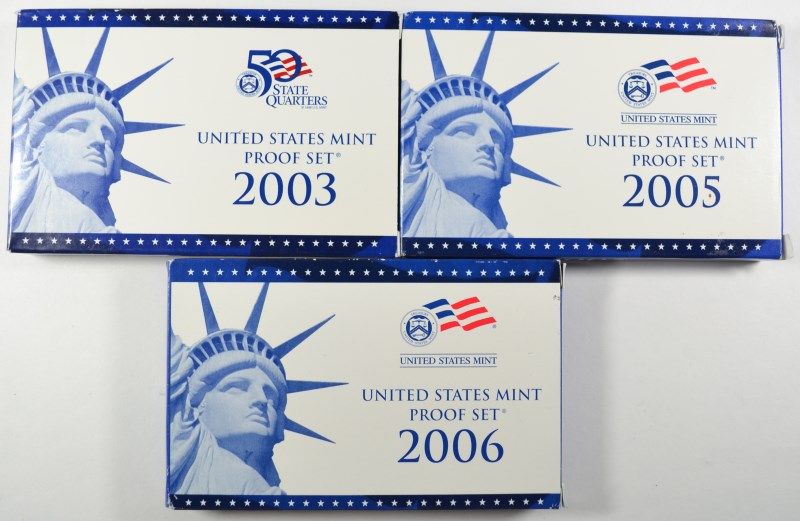 50
STATE
QUARTERS
UNITED STATES MINT
PROOF SET®
2003
UNITED STATES MINT
UNITED STATES MINT
PROOF SET®
2005
UNITED STATES MINT
UNITED STATES MINT
PROOF SET®
2006